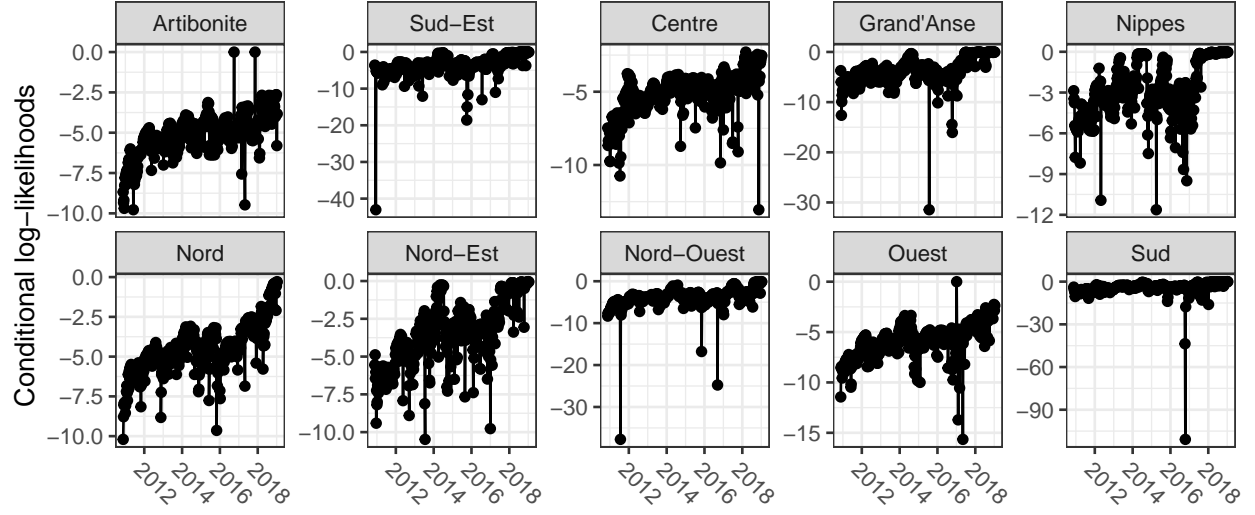 Conditional log−likelihoods
Artibonite
0.0
−2.5
−5.0
−7.5
−10.0
Sud−Est
0
−10
−20
−30
−40
Centre
−5
−10
Grand'Anse
0
−10
−20
−30
Nippes
0
−3
−6
−9
−12
Nord
0.0
−2.5
−5.0
−7.5
−10.0
2012 2014 2016 2018
Nord−Est
0.0
−2.5
−5.0
−7.5
−10.0
2012 2014 2016 2018
Nord−Ouest
0
−10
−20
−30
2012 2014 2016 2018
Ouest
0
−5
−10
−15
2012 2014 2016 2018
Sud
0
−30
−60
−90
2012 2014 2016 2018